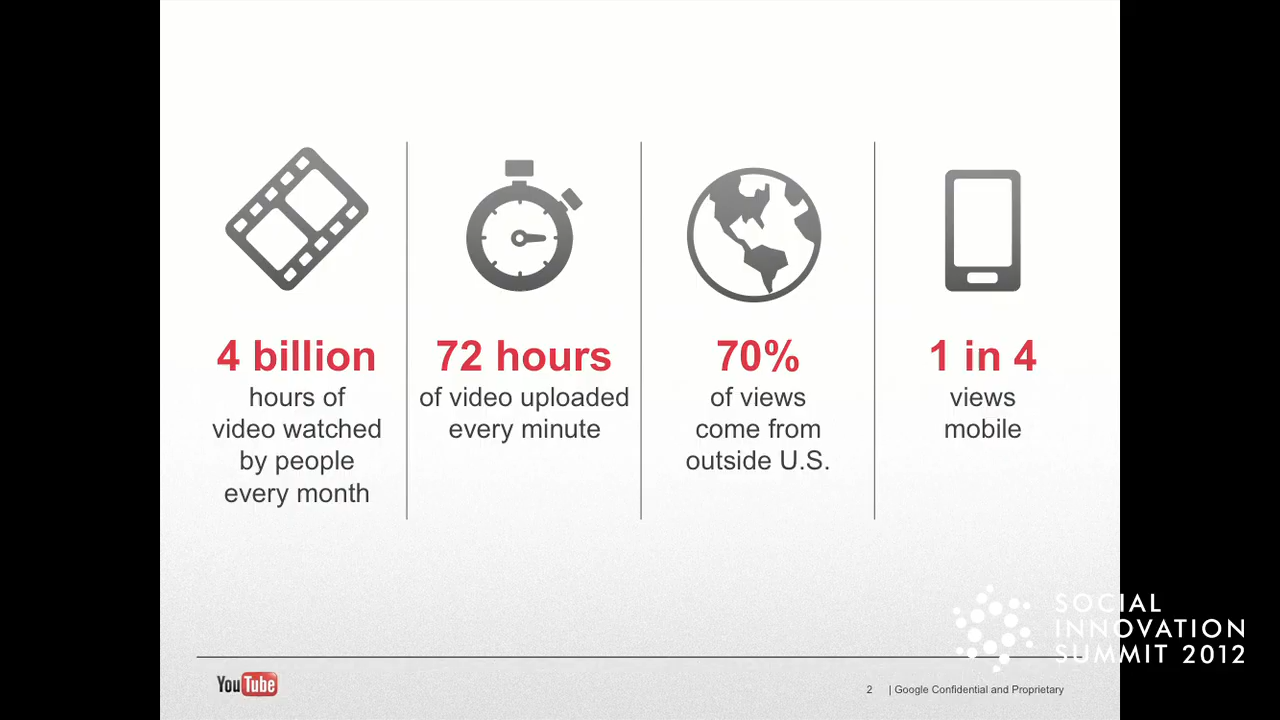 4 billion
hours of
video watched
by people
every month
72 hours
of video uploaded
every minute
70%
of views
come from
outside U.S.
1 in 4
views
mobile
SOCIAL
INNOVATION
SUMMIT 2012
YouTube
2 | Google Confidential and Proprietary